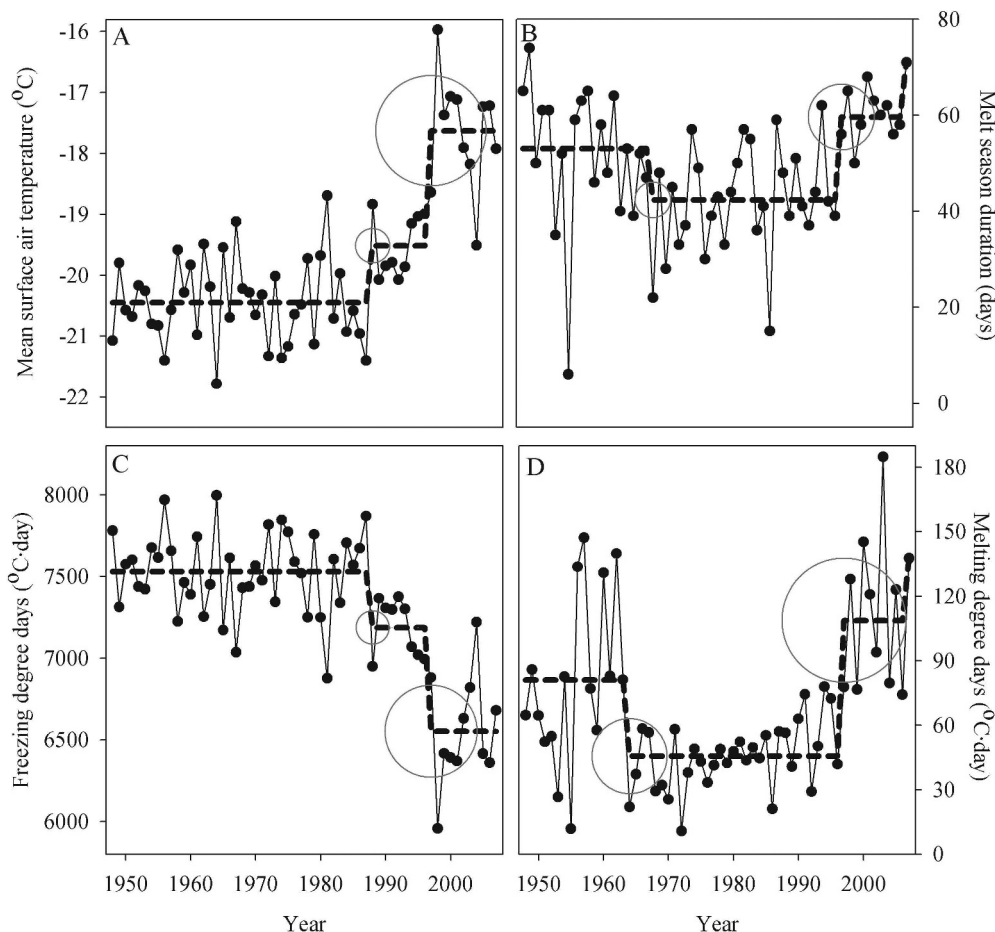 A
B
Mean surface air temperature (°C)
-16
-17
-18
-19
-20
-21
-22
80
60
40
20
0
Melt season duration (days)
C
D
Freezing degree days (°C·day)
8000
7500
7000
6500
6000
180
150
120
90
60
30
0
Melting degree days (°C·day)
1950 1960 1970 1980 1990 2000
1950 1960 1970 1980 1990 2000
Year
Year